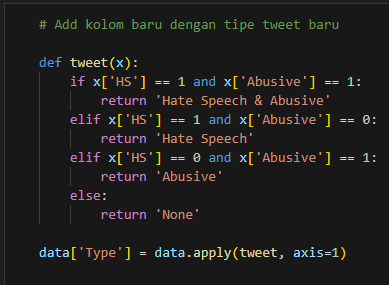 # Add kolom baru dengan tipe tweet baru
def tweet(x):
    if x['HS'] == 1 and x['Abusive'] == 1:
        return 'Hate Speech & Abusive'
    elif x['HS'] == 1 and x['Abusive'] == 0:
        return 'Hate Speech'
    elif x['HS'] == 0 and x['Abusive'] == 1:
        return 'Abusive'
    else:
        return 'None'
data['Type'] = data.apply(tweet, axis=1)